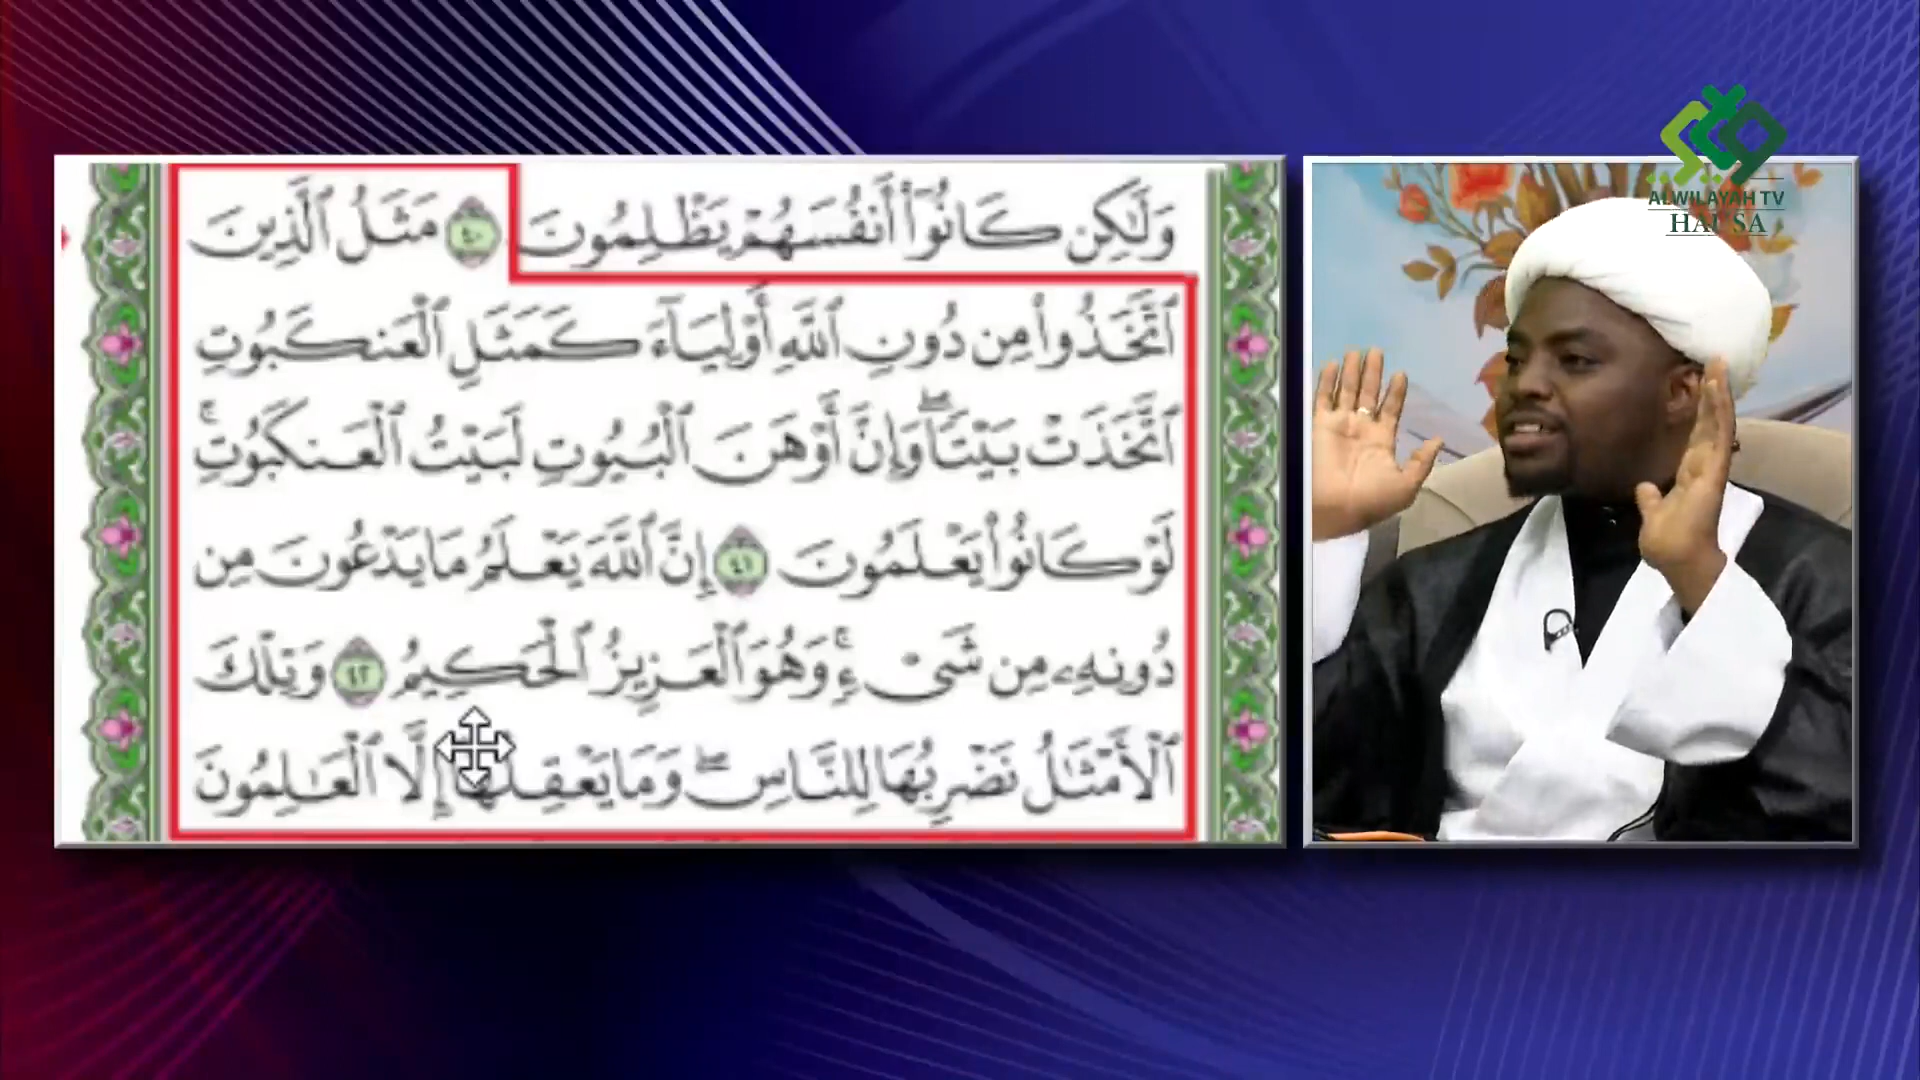 وَلَٰكِن كَانُوٓا۟ أَنفُسَهُمْ يَظْلِمُونَ ٤٠ مَثَلُ ٱلَّذِينَ
ٱتَّخَذُوا۟ مِن دُونِ ٱللَّهِ أَوْلِيَآءَ كَمَثَلِ ٱلْعَنكَبُوتِ
ٱتَّخَذَتْ بَيْتًا ۖ وَإِنَّ أَوْهَنَ ٱلْبُيُوتِ لَبَيْتُ ٱلْعَنكَبُوتِ ۚ
لَوْ كَانُوا۟ يَعْلَمُونَ ٤١ إِنَّ ٱللَّهَ يَعْلَمُ مَا يَدْعُونَ مِن
دُونِهِۦ مِن شَىْءٍ ۚ وَهُوَ ٱلْعَزِيزُ ٱلْحَكِيمُ ٤٢ وَتِلْكَ
ٱلْأَمْثَٰلُ نَضْرِبُهَا لِلنَّاسِ ۖ وَمَا يَعْقِلُهَآ إِلَّا ٱلْعَٰلِمُونَ
ALWILAYAH TV
HAUSA